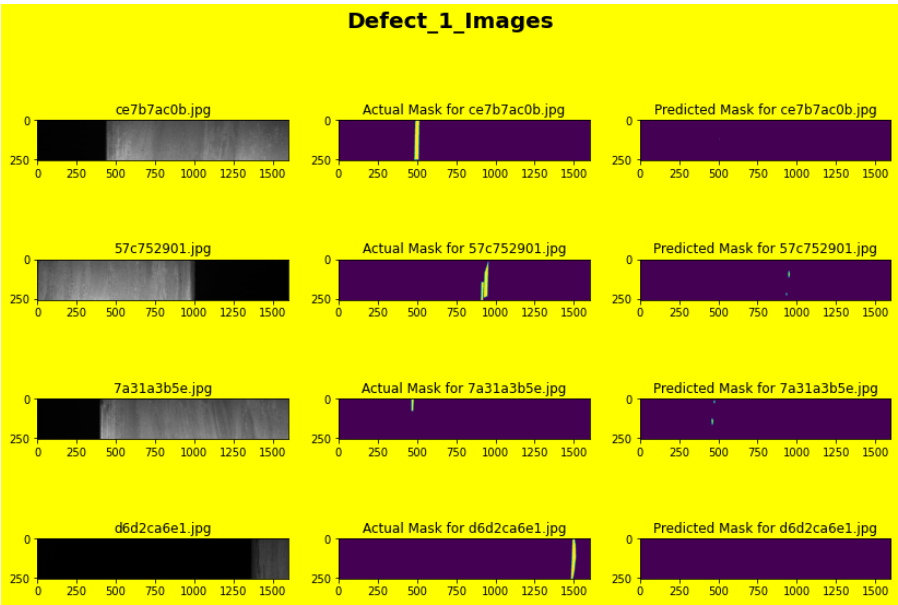 Defect_1_Images
ce7b7ac0b.jpg Actual Mask for ce7b7ac0b.jpg Predicted Mask for ce7b7ac0b.jpg
0 0 0
250 250 250
0 250 500 750 1000 1250 1500 0 250 500 750 1000 1250 1500 0 250 500 750 1000 1250 1500
57c752901.jpg Actual Mask for 57c752901.jpg Predicted Mask for 57c752901.jpg
0 0 0
250 250 250
0 250 500 750 1000 1250 1500 0 250 500 750 1000 1250 1500 0 250 500 750 1000 1250 1500
7a31a3b5e.jpg Actual Mask for 7a31a3b5e.jpg Predicted Mask for 7a31a3b5e.jpg
0 0 0
250 250 250
0 250 500 750 1000 1250 1500 0 250 500 750 1000 1250 1500 0 250 500 750 1000 1250 1500
d6d2ca6e1.jpg Actual Mask for d6d2ca6e1.jpg Predicted Mask for d6d2ca6e1.jpg
0 0 0
250 250 250
0 250 500 750 1000 1250 1500 0 250 500 750 1000 1250 1500 0 250 500 750 1000 1250 1500